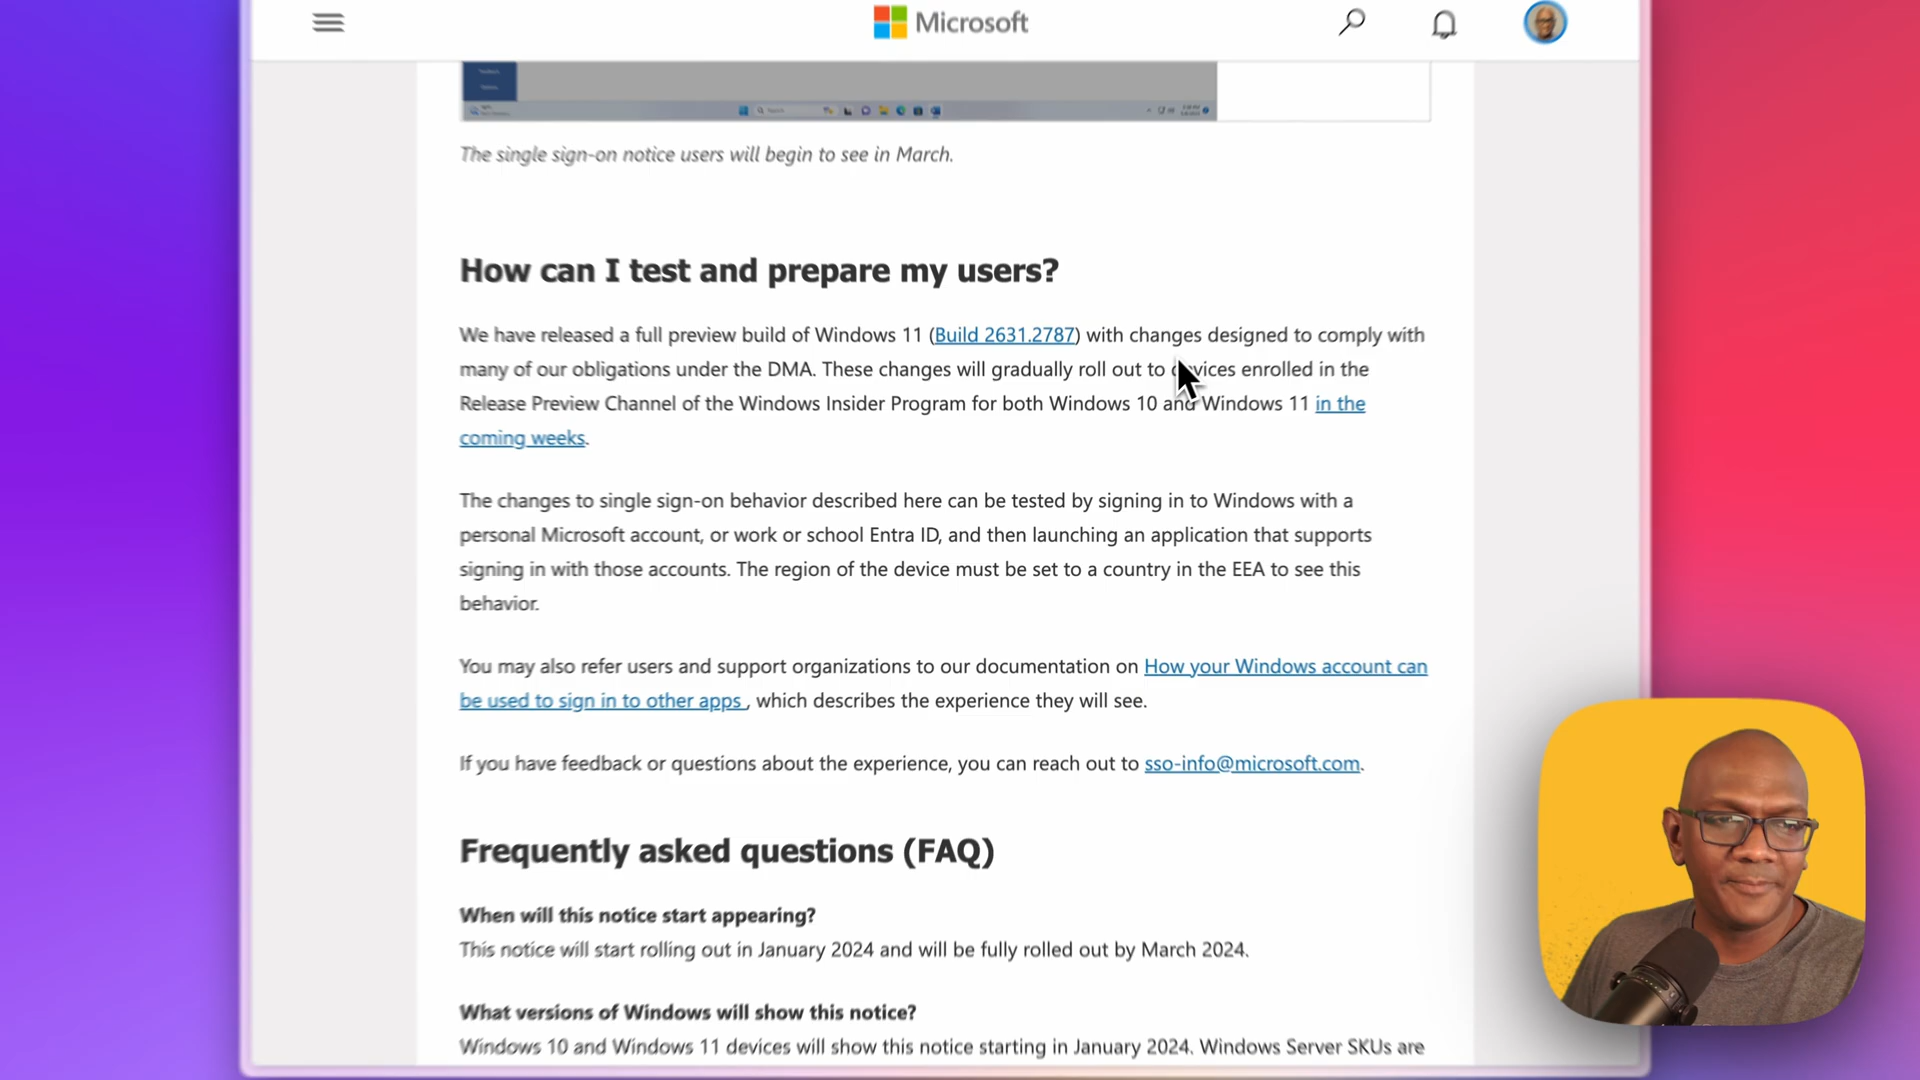 Microsoft
Search
The single sign-on notice users will begin to see in March.
How can I test and prepare my users?
We have released a full preview build of Windows 11 (Build 2631.2787) with changes designed to comply with
many of our obligations under the DMA. These changes will gradually roll out to devices enrolled in the
Release Preview Channel of the Windows Insider Program for both Windows 10 and Windows 11 in the
coming weeks.
The changes to single sign-on behavior described here can be tested by signing in to Windows with a
personal Microsoft account, or work or school Entra ID, and then launching an application that supports
signing in with those accounts. The region of the device must be set to a country in the EEA to see this
behavior.
You may also refer users and support organizations to our documentation on How your Windows account can
be used to sign in to other apps , which describes the experience they will see.
If you have feedback or questions about the experience, you can reach out to sso-info@microsoft.com.
Frequently asked questions (FAQ)
When will this notice start appearing?
This notice will start rolling out in January 2024 and will be fully rolled out by March 2024.
What versions of Windows will show this notice?
Windows 10 and Windows 11 devices will show this notice starting in January 2024. Windows Server SKUs are